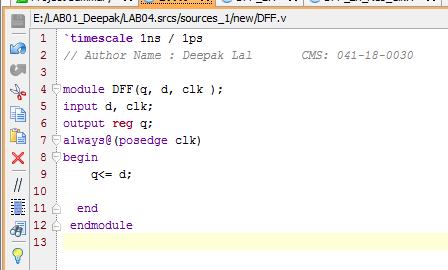 E:/LAB01_Deepak/LAB04.srcs/sources_1/new/DFF.v
1 `timescale 1ns / 1ps
2 // Author Name : Deepak Lal CMS: 041-18-0030
3
4 module DFF(q, d, clk );
5 input d, clk;
6 output reg q;
7 always@(posedge clk)
8 begin
9 q<= d;
10
11 end
12 endmodule
13